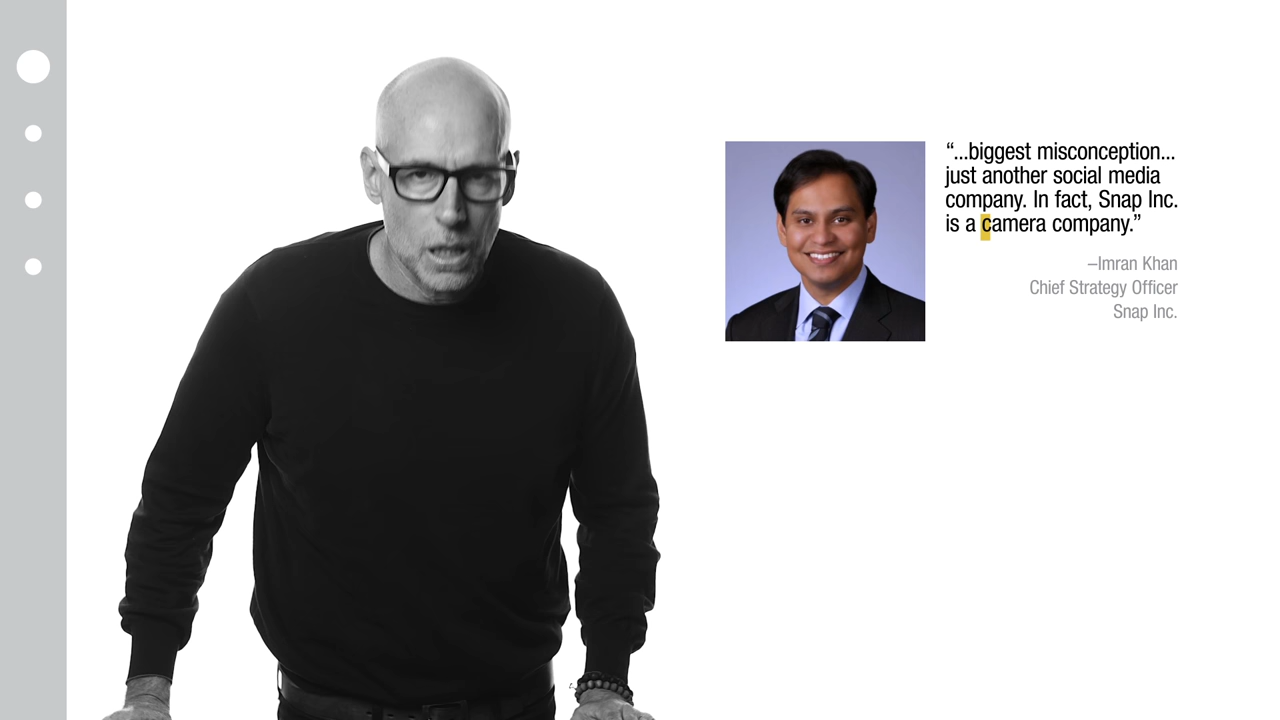 “...biggest misconception...
just another social media
company. In fact, Snap Inc.
is a camera company.”
–Imran Khan
Chief Strategy Officer
Snap Inc.